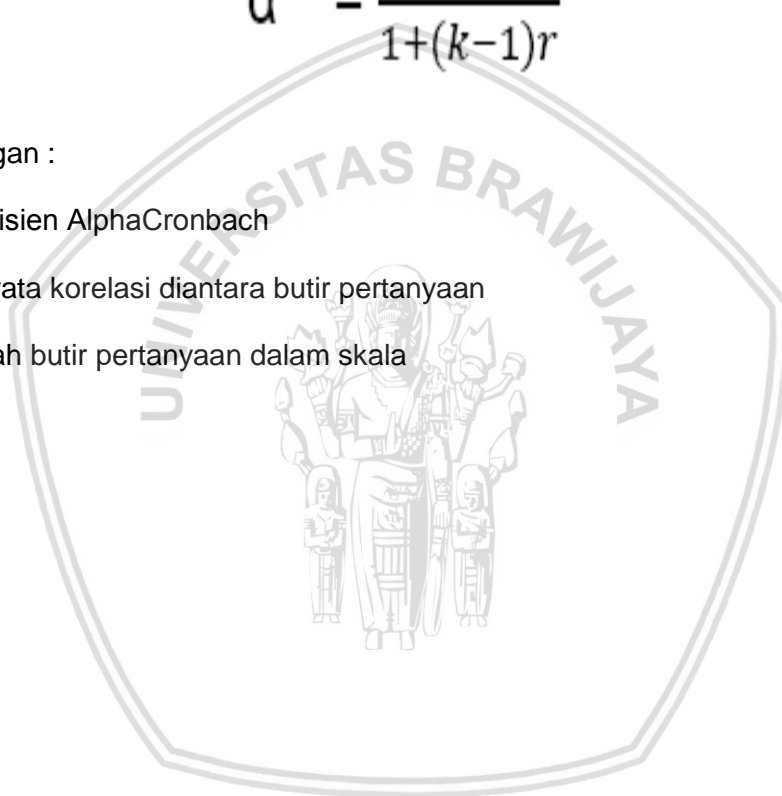 α =
1+(k−1)r
gan :
isien AlphaCronbach
ata korelasi diantara butir pertanyaan
ah butir pertanyaan dalam skala
UNIVERSITAS BRAWIJAYA